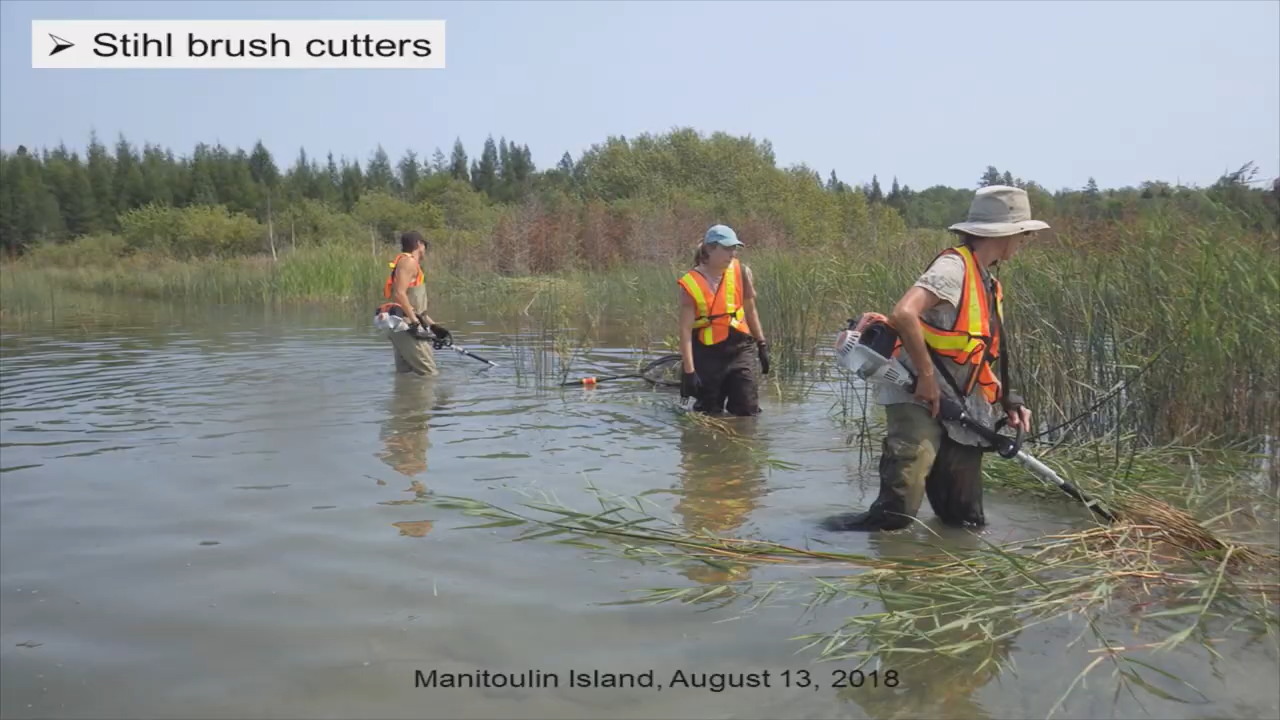 ➢ Stihl brush cutters
Manitoulin Island, August 13, 2018